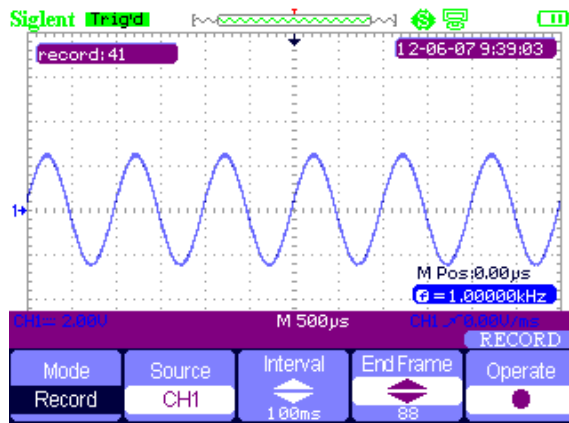 Siglent Trig'd T
record:41 12-06-07 9:39:03
1
M Pos:0.00μs
f = 1.00000kHz
CH1 2.00V M 500μs CH1 0.00V/ms
RECORD
Mode Source Interval End Frame Operate
Record CH1 100ms 88